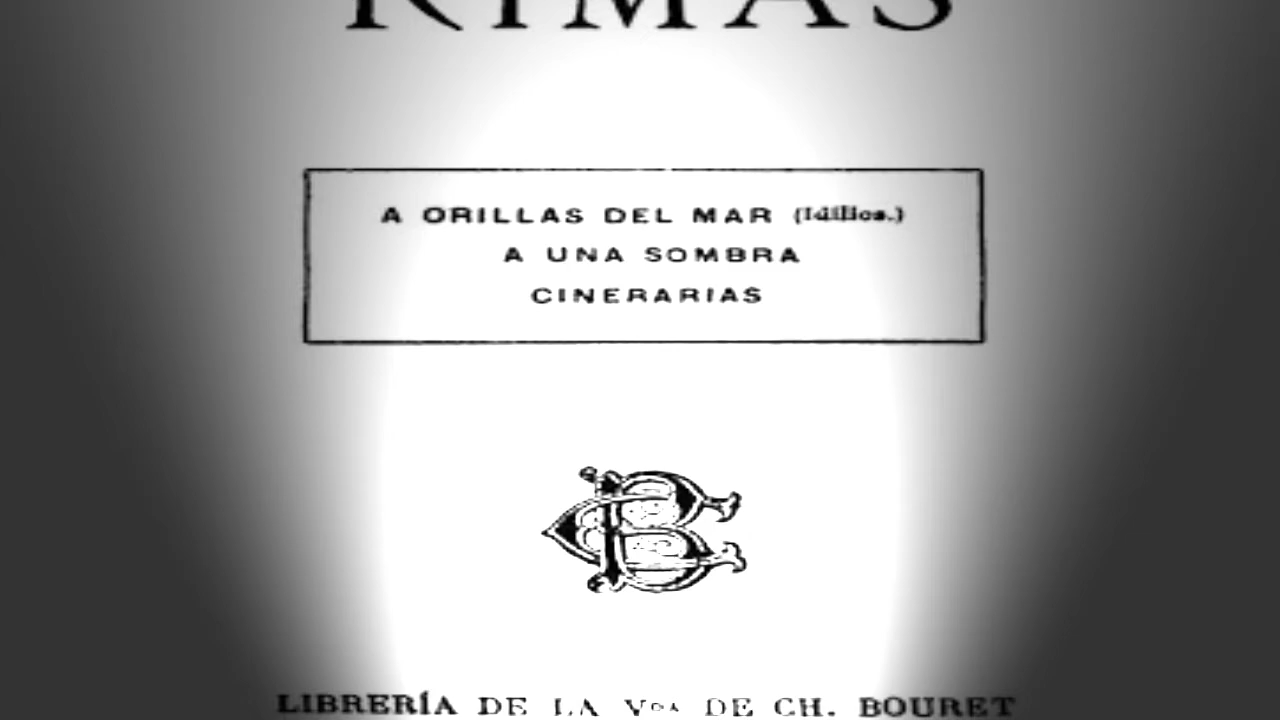 RIMAS
A ORILLAS DEL MAR (Idilios.)
A UNA SOMBRA
CINERARIAS
LIBRERÍA DE LA Vda DE CH. BOURET